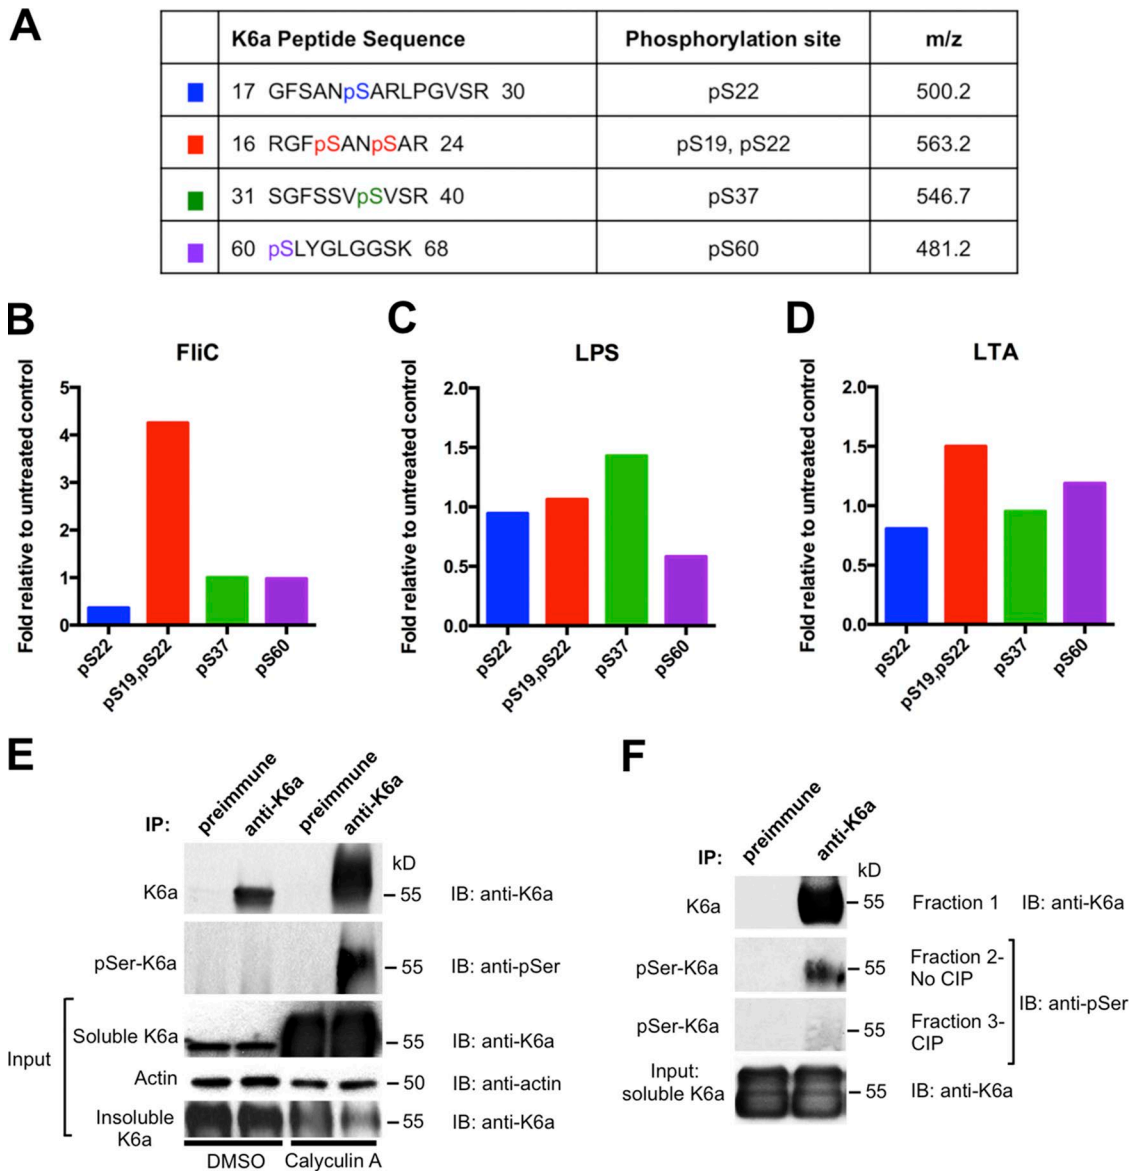 A
K6a Peptide Sequence Phosphorylation site m/z
17 GFSANpSARLPGVSR 30 pS22 500.2
16 RGFpSANpSAR 24 pS19, pS22 563.2
31 SGFSSVpSVSR 40 pS37 546.7
60 pSLYGLGGSK 68 pS60 481.2
B
FliC
Fold relative to untreated control
5
4
3
2
1
0
pS22
pS19,pS22
pS37
pS60
C
LPS
Fold relative to untreated control
2.0
1.5
1.0
0.5
0.0
pS22
pS19,pS22
pS37
pS60
D
LTA
Fold relative to untreated control
2.0
1.5
1.0
0.5
0.0
pS22
pS19,pS22
pS37
pS60
E
IP: preimmune anti-K6a preimmune anti-K6a
kD
K6a 55 IB: anti-K6a
pSer-K6a 55 IB: anti-pSer
Input
Soluble K6a 55 IB: anti-K6a
Actin 50 IB: anti-actin
Insoluble
K6a 55 IB: anti-K6a
DMSO Calyculin A
F
IP: preimmune anti-K6a
kD
K6a 55 Fraction 1 IB: anti-K6a
pSer-K6a 55 Fraction 2-
No CIP
IB: anti-pSer
pSer-K6a 55 Fraction 3-
CIP
Input:
soluble K6a 55 IB: anti-K6a